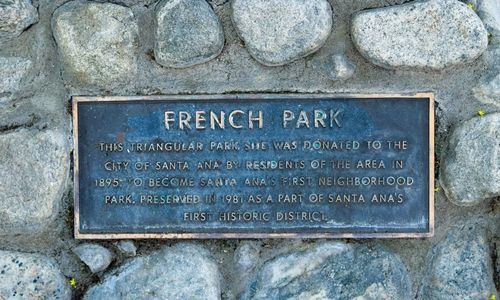 FRENCH PARK
THIS TRIANGULAR PARK SITE WAS DONATED TO THE
CITY OF SANTA ANA BY RESIDENTS OF THE AREA IN
1895, TO BECOME SANTA ANA'S FIRST NEIGHBORHOOD
PARK. PRESERVED IN 1981 AS A PART OF SANTA ANA'S
FIRST HISTORIC DISTRICT.